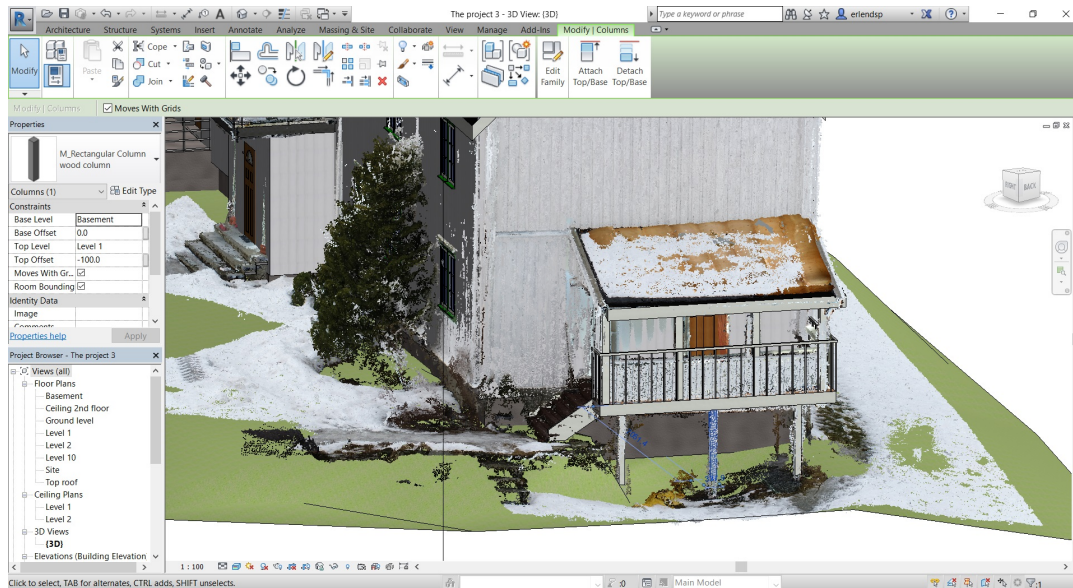 The project 3 - 3D View: {3D}
Type a keyword or phrase
erlendsp
Architecture Structure Systems Insert Annotate Analyze Massing & Site Collaborate View Manage Add-Ins Modify | Columns
Modify
Paste
Cope
Cut
Join
Edit Family
Attach Top/Base
Detach Top/Base
Modify | Columns
Moves With Grids
Properties
M_Rectangular Column
wood column
Columns (1)
Edit Type
Constraints
Base Level Basement
Base Offset 0.0
Top Level Level 1
Top Offset -100.0
Moves With Gr...
Room Bounding
Identity Data
Image
Comments
Properties help
Apply
Project Browser - The project 3
Views (all)
Floor Plans
Basement
Ceiling 2nd floor
Ground level
Level 1
Level 2
Level 10
Site
Top roof
Ceiling Plans
Level 1
Level 2
3D Views
{3D}
Elevations (Building Elevation
BACK
1 : 100
Click to select, TAB for alternates, CTRL adds, SHIFT unselects.
:0
Main Model
:1